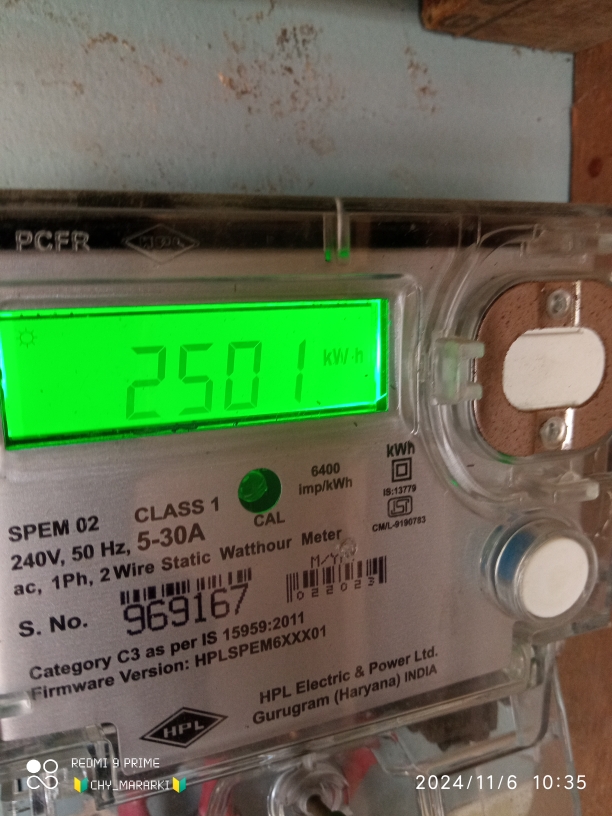 PCFR
2501 kW·h
kWh
6400
imp/kWh
IS:13779
CM/L-9190783
CAL
SPEM 02
CLASS 1
240V, 50 Hz, 5-30A
ac, 1Ph, 2 Wire Static Watthour Meter
S. No. 969167
022023
Category C3 as per IS 15959:2011
Firmware Version: HPLSPEM6XXX01
HPL Electric & Power Ltd.
Gurugram (Haryana) INDIA
HPL
REDMI 9 PRIME
CHY_MARARKI
2024/11/6 10:35